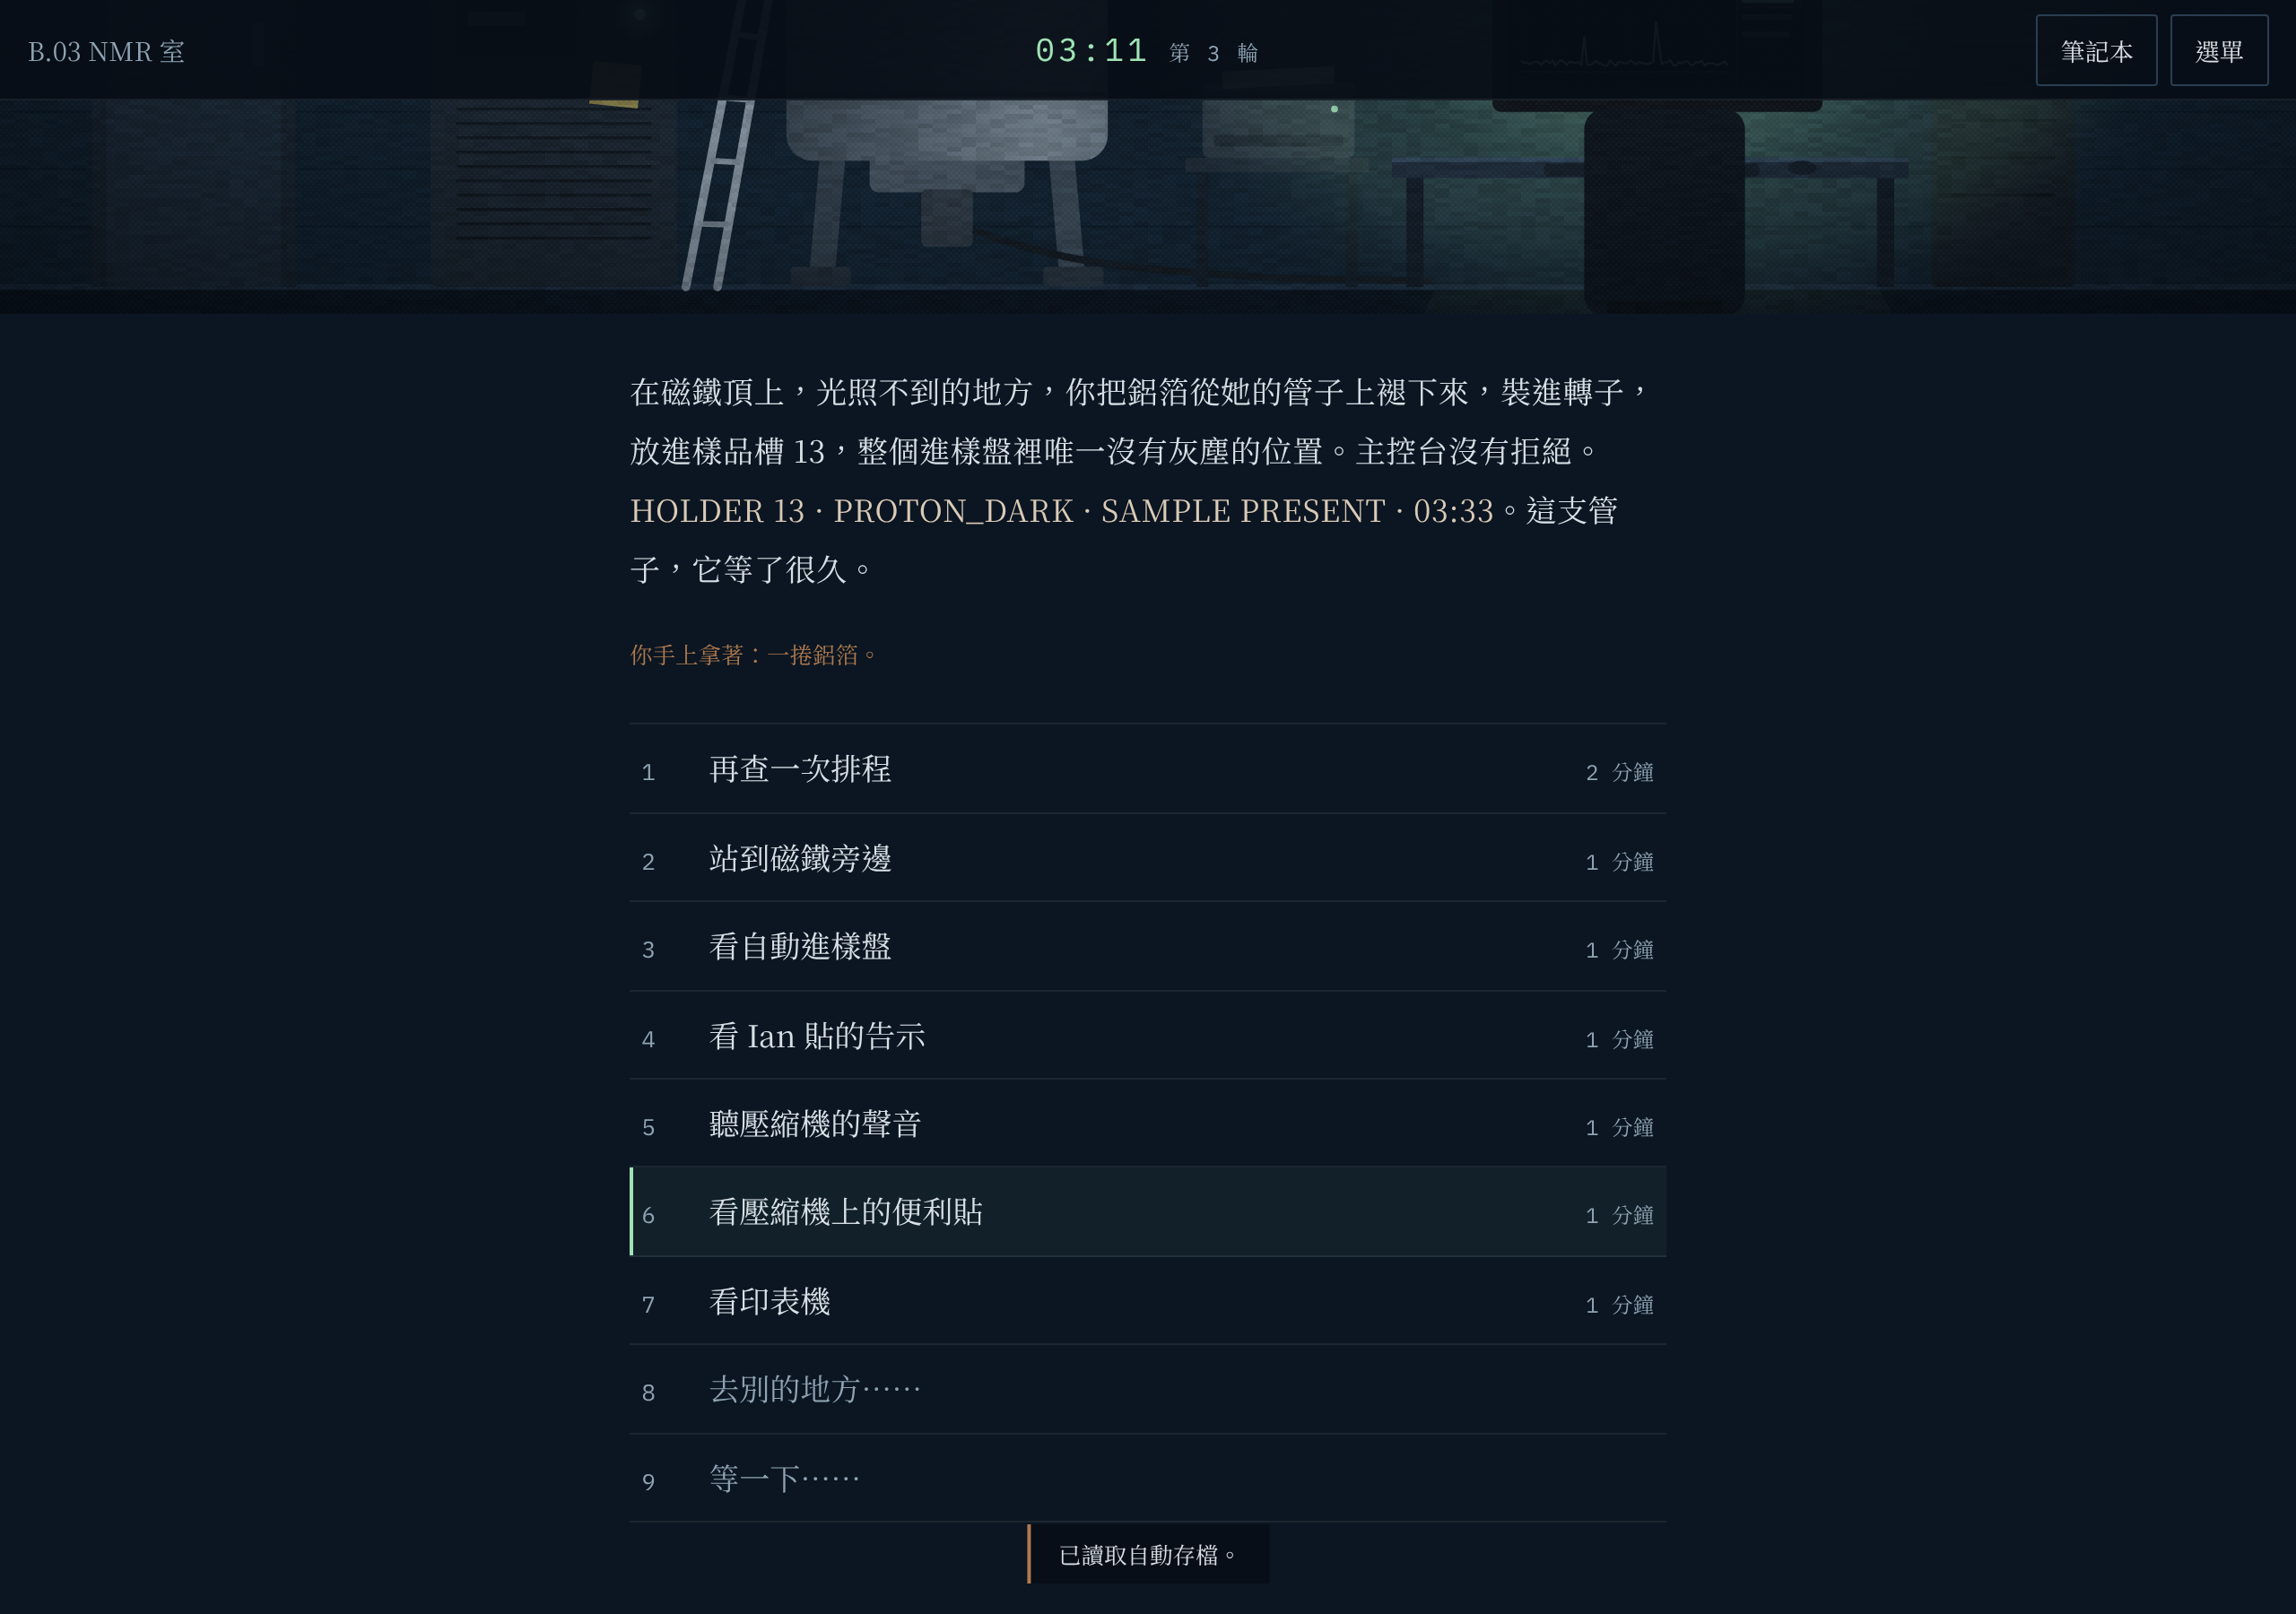 B.03 NMR 室
03:11 第 3 輪
筆記本
選單
在磁鐵頂上，光照不到的地方，你把鋁箔從她的管子上褪下來，裝進轉子，
放進樣品槽 13，整個進樣盤裡唯一沒有灰塵的位置。主控台沒有拒絕。
HOLDER 13 · PROTON_DARK · SAMPLE PRESENT · 03:33。這支管
子，它等了很久。
你手上拿著：一捲鋁箔。
1 再查一次排程 2 分鐘
2 站到磁鐵旁邊 1 分鐘
3 看自動進樣盤 1 分鐘
4 看 Ian 貼的告示 1 分鐘
5 聽壓縮機的聲音 1 分鐘
6 看壓縮機上的便利貼 1 分鐘
7 看印表機 1 分鐘
8 去別的地方⋯⋯
9 等一下⋯⋯
已讀取自動存檔。